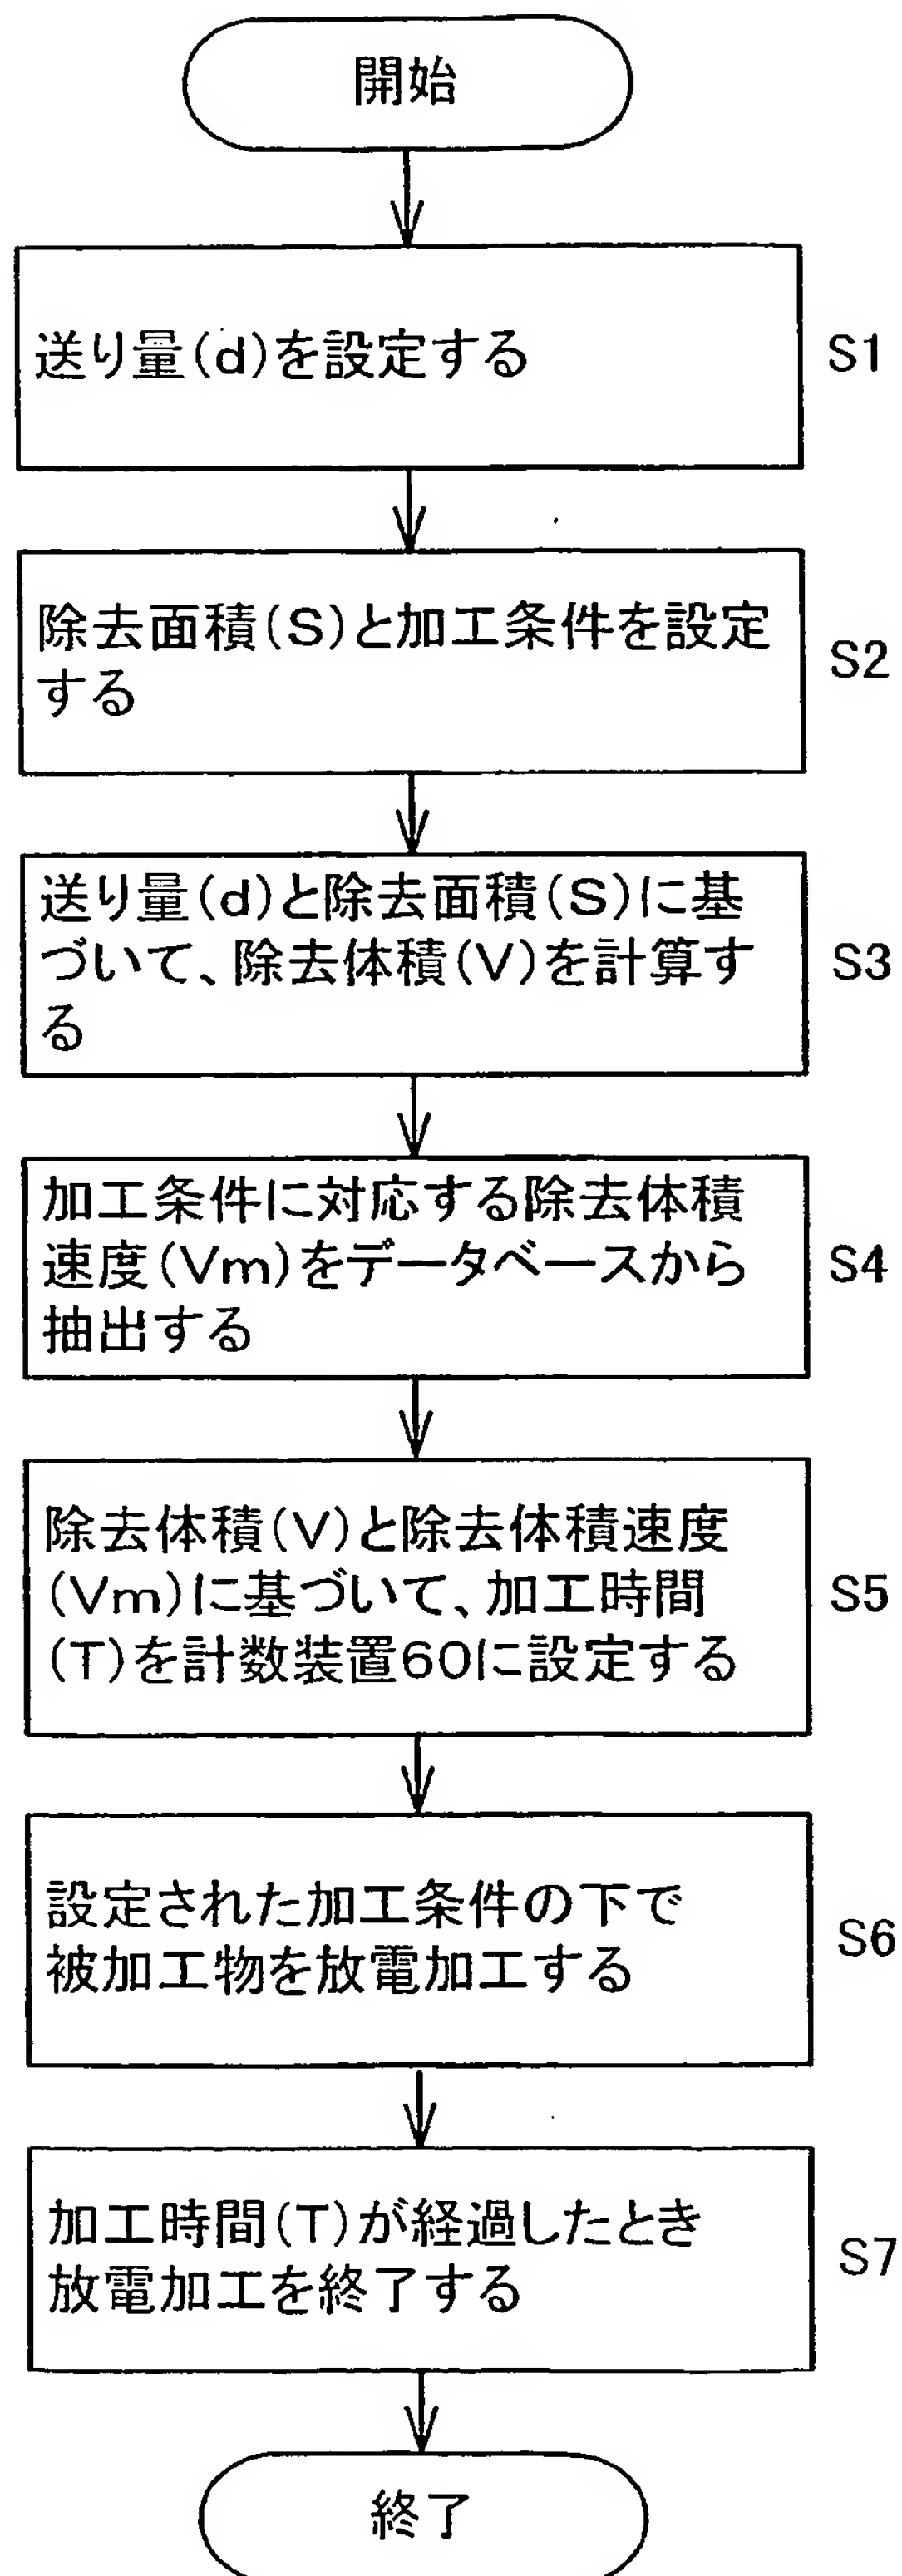 開始
送り量(d)を設定する
S1
除去面積(S)と加工条件を設定
する
S2
送り量(d)と除去面積(S)に基
づいて、除去体積(V)を計算す
る
S3
加工条件に対応する除去体積
速度(Vm)をデータベースから
抽出する
S4
除去体積(V)と除去体積速度
(Vm)に基づいて、加工時間
(T)を計数装置60に設定する
S5
設定された加工条件の下で
被加工物を放電加工する
S6
加工時間(T)が経過したとき
放電加工を終了する
S7
終了